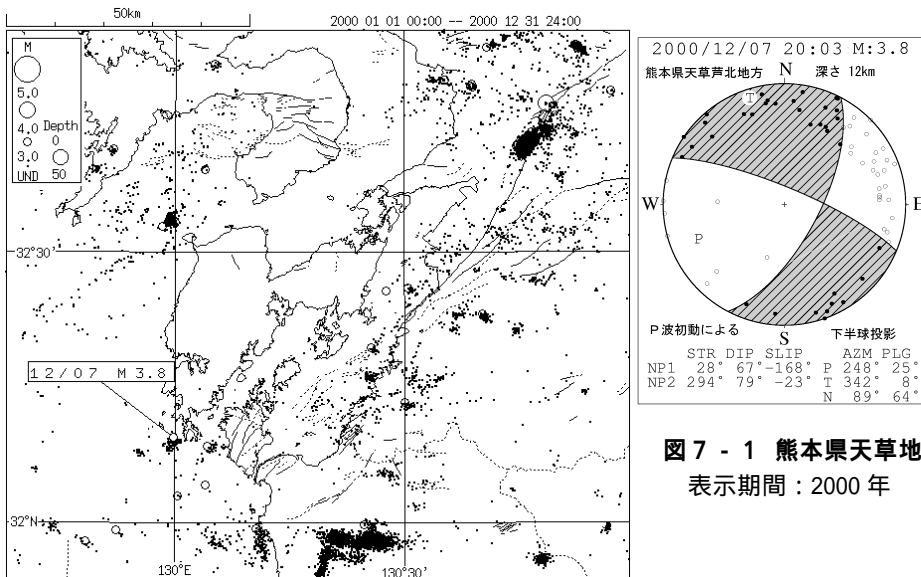 50km
2000 01 01 00:00 -- 2000 12 31 24:00
M
5.0
4.0 Depth
0
3.0
UND 50
32°30'
12/07 M 3.8
32°N
130°E
130°30'
2000/12/07 20:03 M:3.8
熊本県天草芦北地方 N 深さ 12km
T
W
E
P
P波初動による
S
下半球投影
STR DIP SLIP AZM PLG
NP1 28° 67° -168° P 248° 25°
NP2 294° 79° -23° T 342° 8°
N 89° 64°
図7 - 1 熊本県天草地
表示期間:2000 年